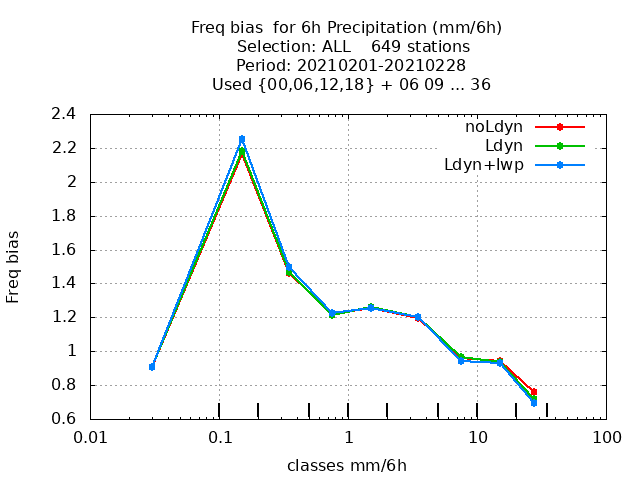 Freq bias  for 6h Precipitation (mm/6h)
Selection: ALL    649 stations
Period: 20210201-20210228
Used {00,06,12,18} + 06 09 ... 36
noLdyn
Ldyn
Ldyn+lwp
2.4
2.2
2
1.8
1.6
1.4
1.2
1
0.8
0.6
Freq bias
0.01 0.1 1 10 100
classes mm/6h